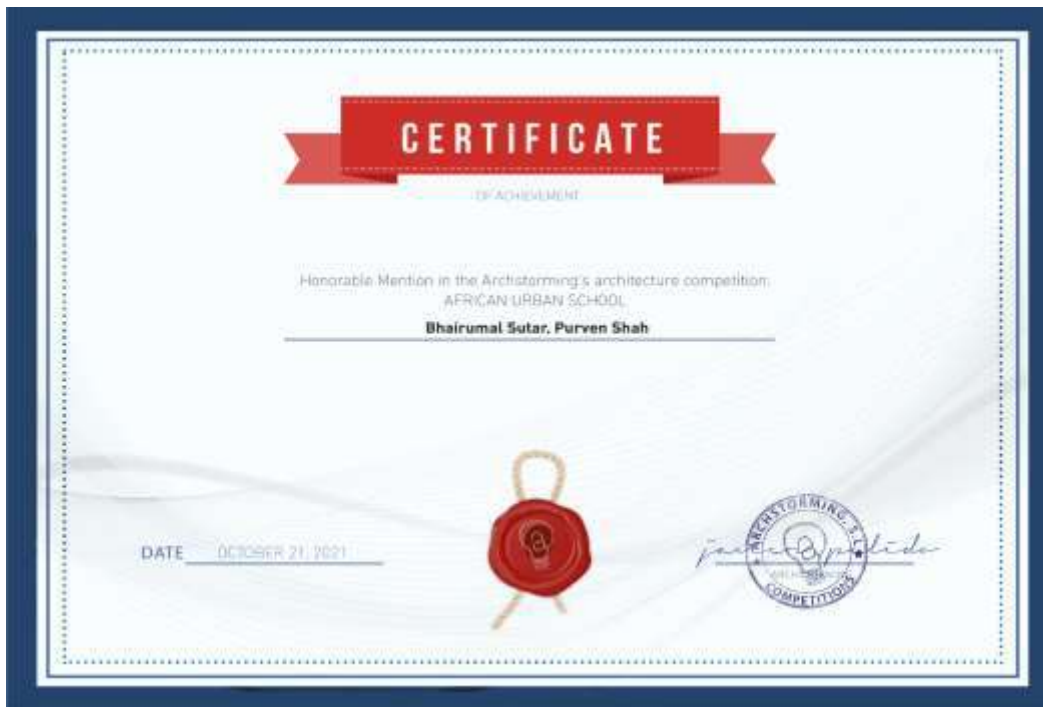 CERTIFICATE
OF ACHIEVEMENT
Honorable Mention in the Archstorming's architecture competition:
AFRICAN URBAN SCHOOL
Bhairumal Sutar, Purven Shah
DATE OCTOBER 21, 2021
ARCHSTORMING, S.L
COMPETITIONS